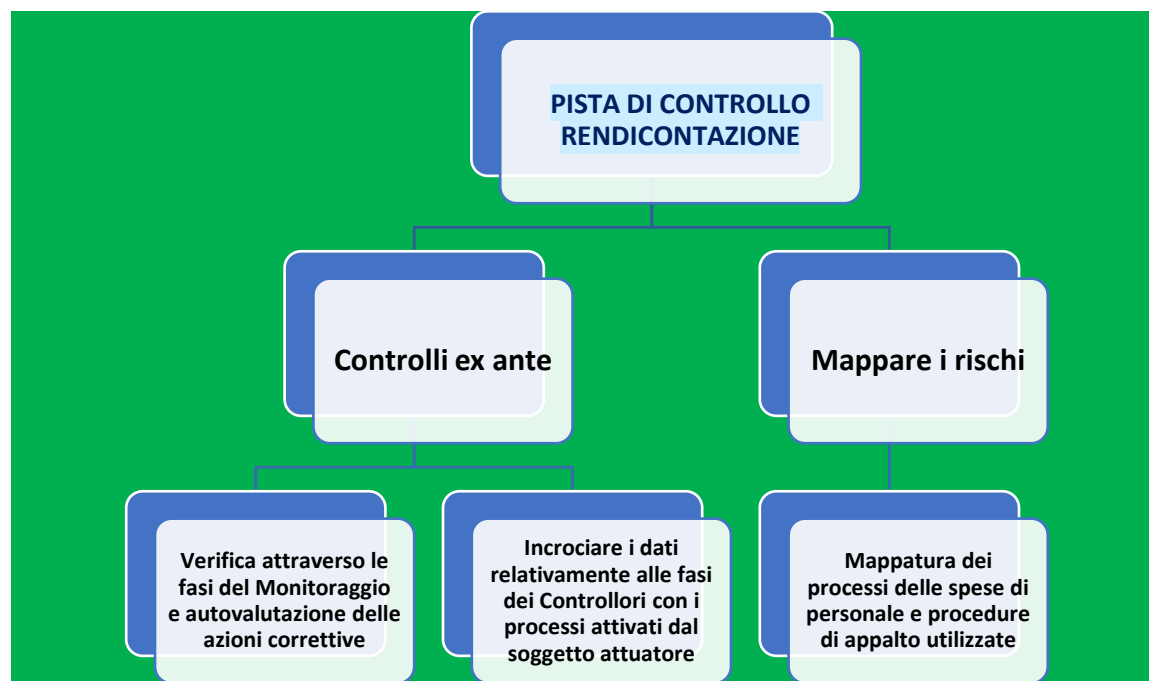 PISTA DI CONTROLLO
RENDICONTAZIONE
Controlli ex ante
Mappare i rischi
Verifica attraverso le
fasi del Monitoraggio
e autovalutazione delle
azioni correttive
Incrociare i dati
relativamente alle fasi
dei Controllori con i
processi attivati dal
soggetto attuatore
Mappatura dei
processi delle spese di
personale e procedure
di appalto utilizzate